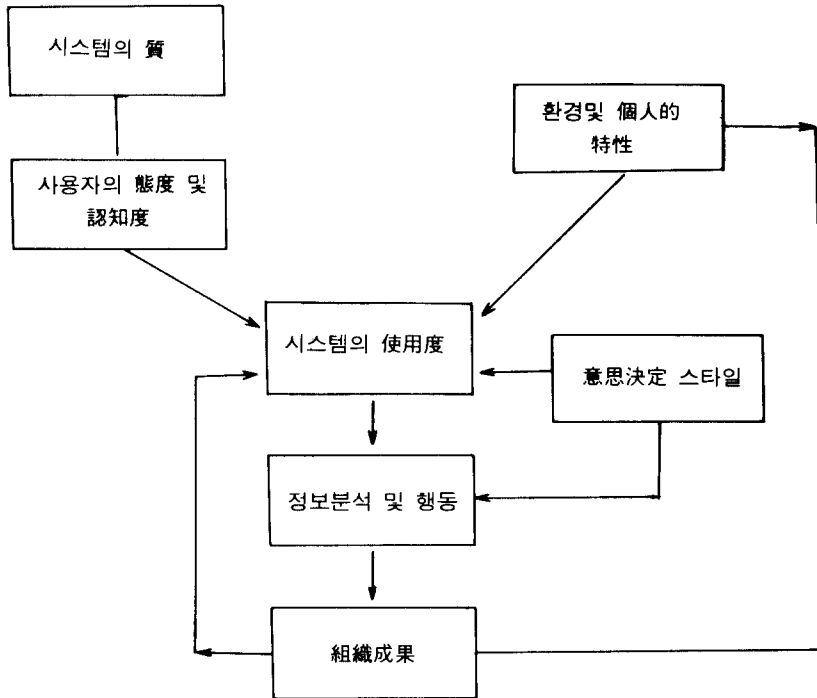 시스템의 質
환경및 個人的
特性
사용자의 態度 및
認知度
시스템의 使用度
意思決定 스타일
정보분석 및 행동
組織成果